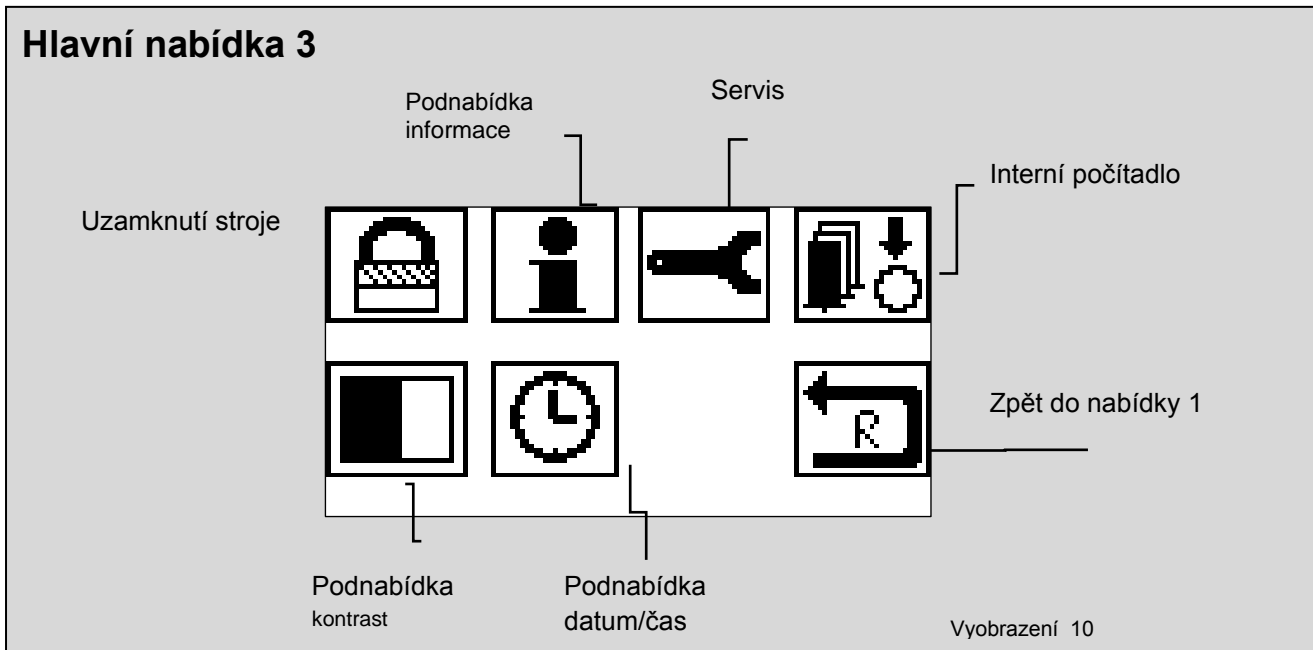 Hlavní nabídka 3
Podnabídka
informace
Servis
Interní počítadlo
Uzamknutí stroje
R
Zpět do nabídky 1
Podnabídka
kontrast
Podnabídka
datum/čas
Vyobrazení 10